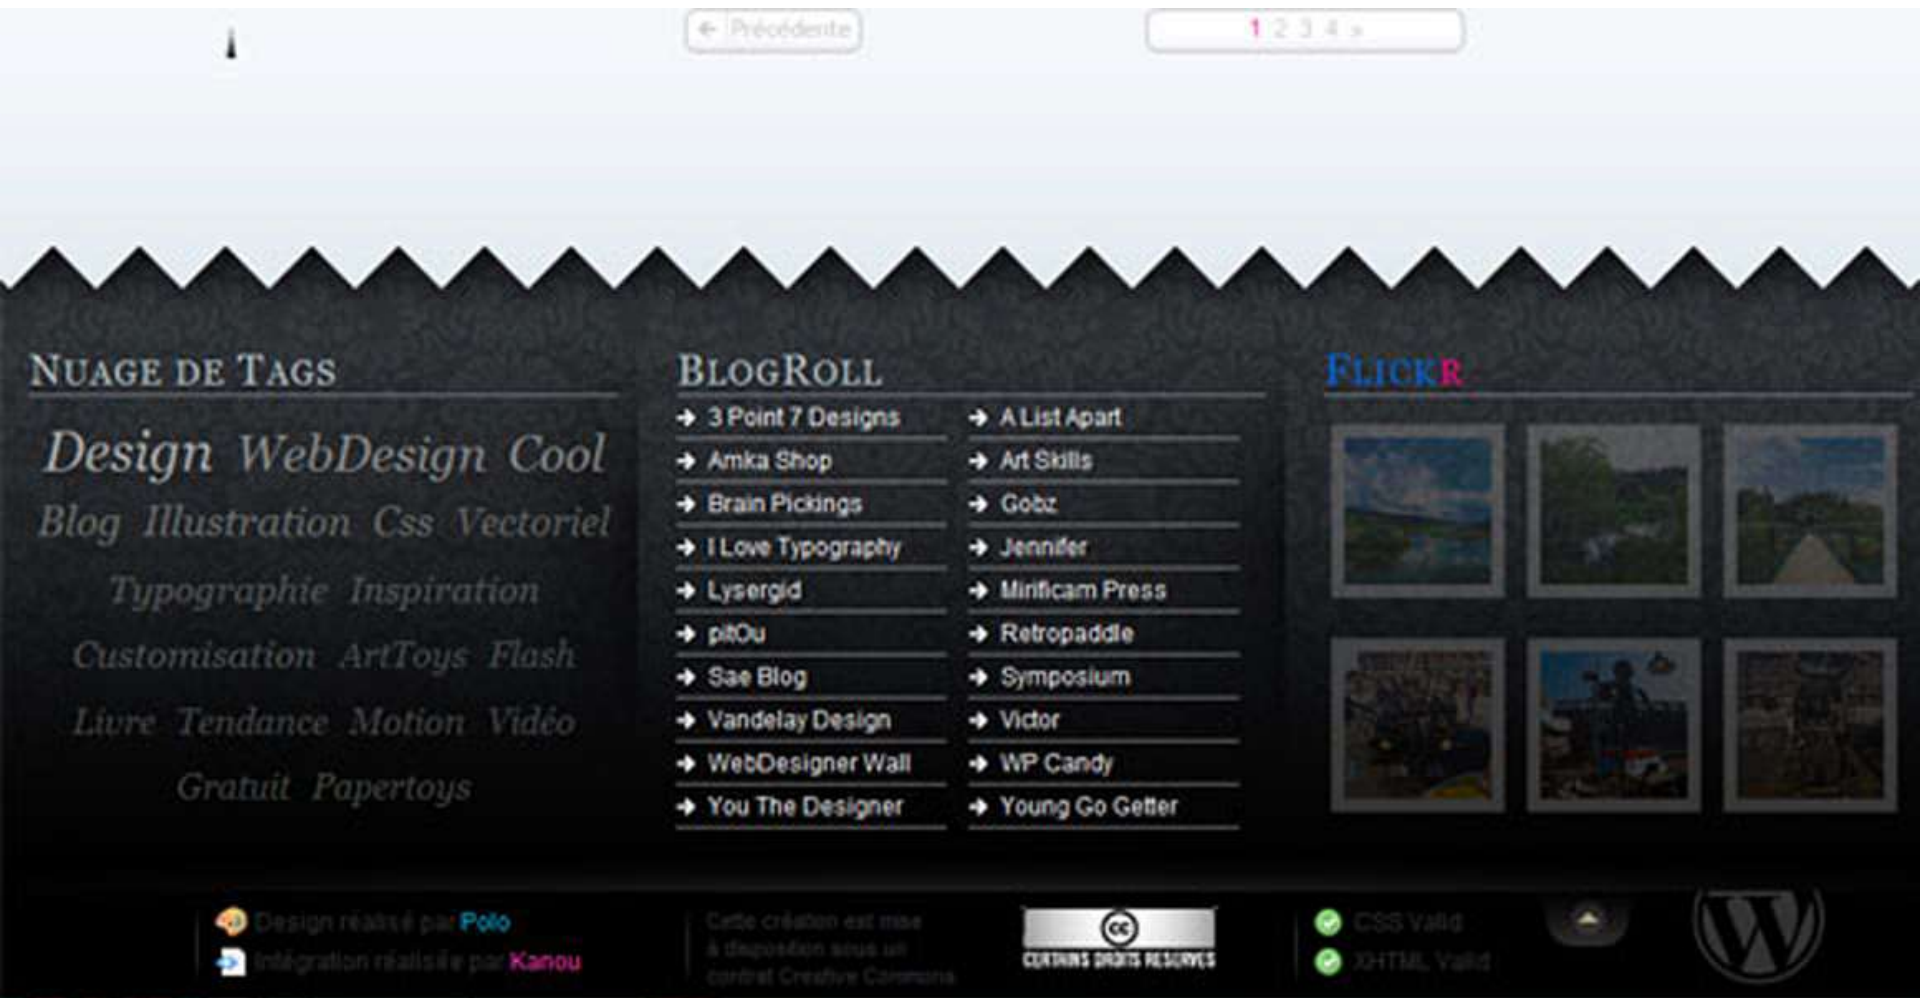 ← Précédente
1 2 3 4 »
NUAGE DE TAGS
Design WebDesign Cool
Blog Illustration Css Vectoriel
Typographie Inspiration
Customisation ArtToys Flash
Livre Tendance Motion Vidéo
Gratuit Papertoys
BLOGROLL
3 Point 7 Designs
Amka Shop
Brain Pickings
I Love Typography
Lysergid
pitOu
Sae Blog
Vandelay Design
WebDesigner Wall
You The Designer
A List Apart
Art Skills
Gobz
Jennifer
Mirificam Press
Retropaddle
Symposium
Victor
WP Candy
Young Go Getter
FLICKR
Design réalisé par Polo
Intégration réalisée par Kanou
Cette création est mise
à disposition sous un
contrat Creative Commons
cc
CERTAINS DROITS RESERVES
CSS Valid
XHTML Valid
W